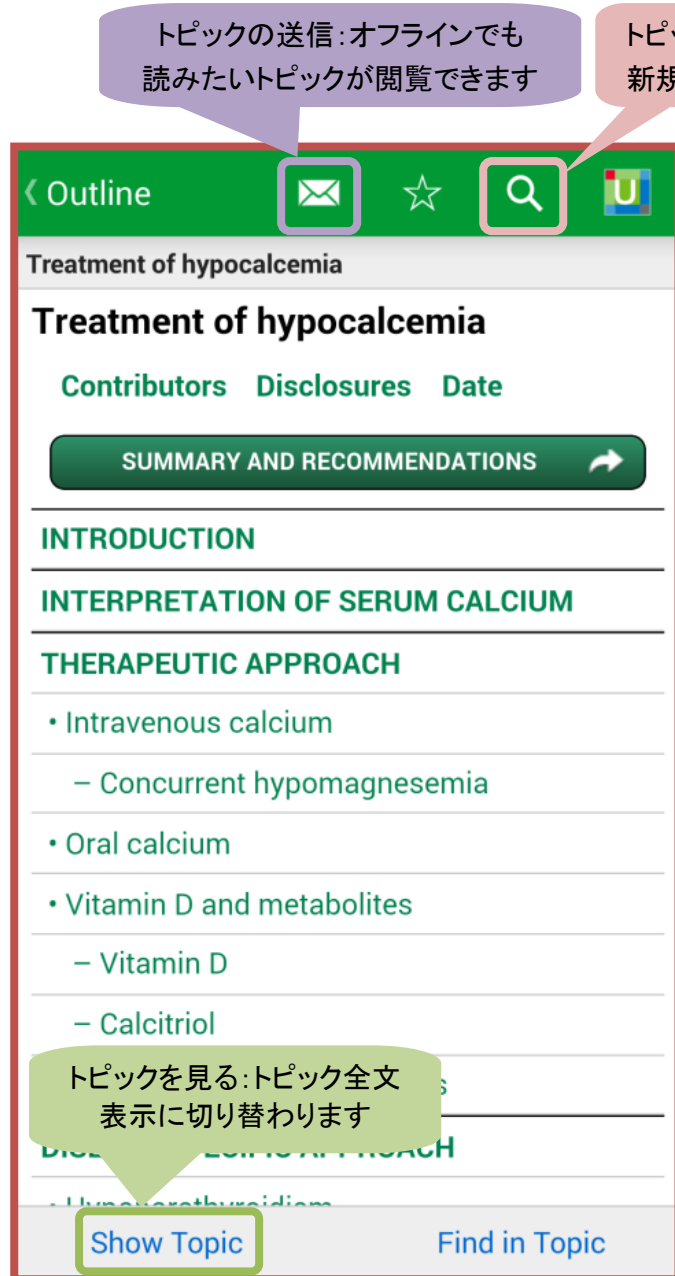 トピックの送信:オフラインでも
読みたいトピックが閲覧できます
トピッ
新規
Outline
U
Treatment of hypocalcemia
Treatment of hypocalcemia
Contributors Disclosures Date
SUMMARY AND RECOMMENDATIONS
INTRODUCTION
INTERPRETATION OF SERUM CALCIUM
THERAPEUTIC APPROACH
• Intravenous calcium
– Concurrent hypomagnesemia
• Oral calcium
• Vitamin D and metabolites
– Vitamin D
– Calcitriol
トピックを見る:トピック全文
表示に切り替わります
Show Topic
Find in Topic